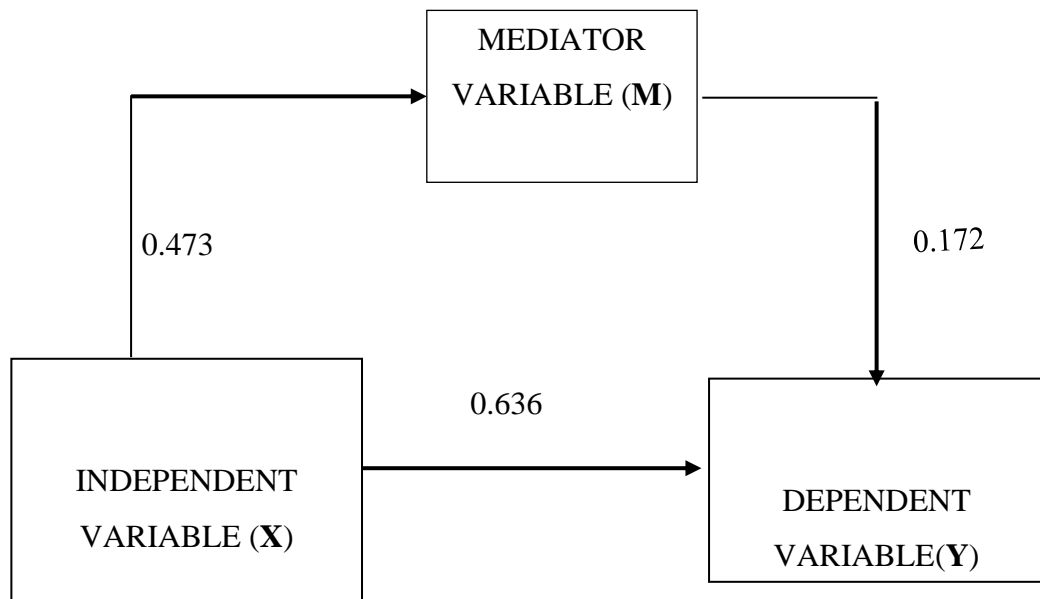 MEDIATOR
VARIABLE (M)
0.473
0.172
0.636
INDEPENDENT
VARIABLE (X)
DEPENDENT
VARIABLE(Y)